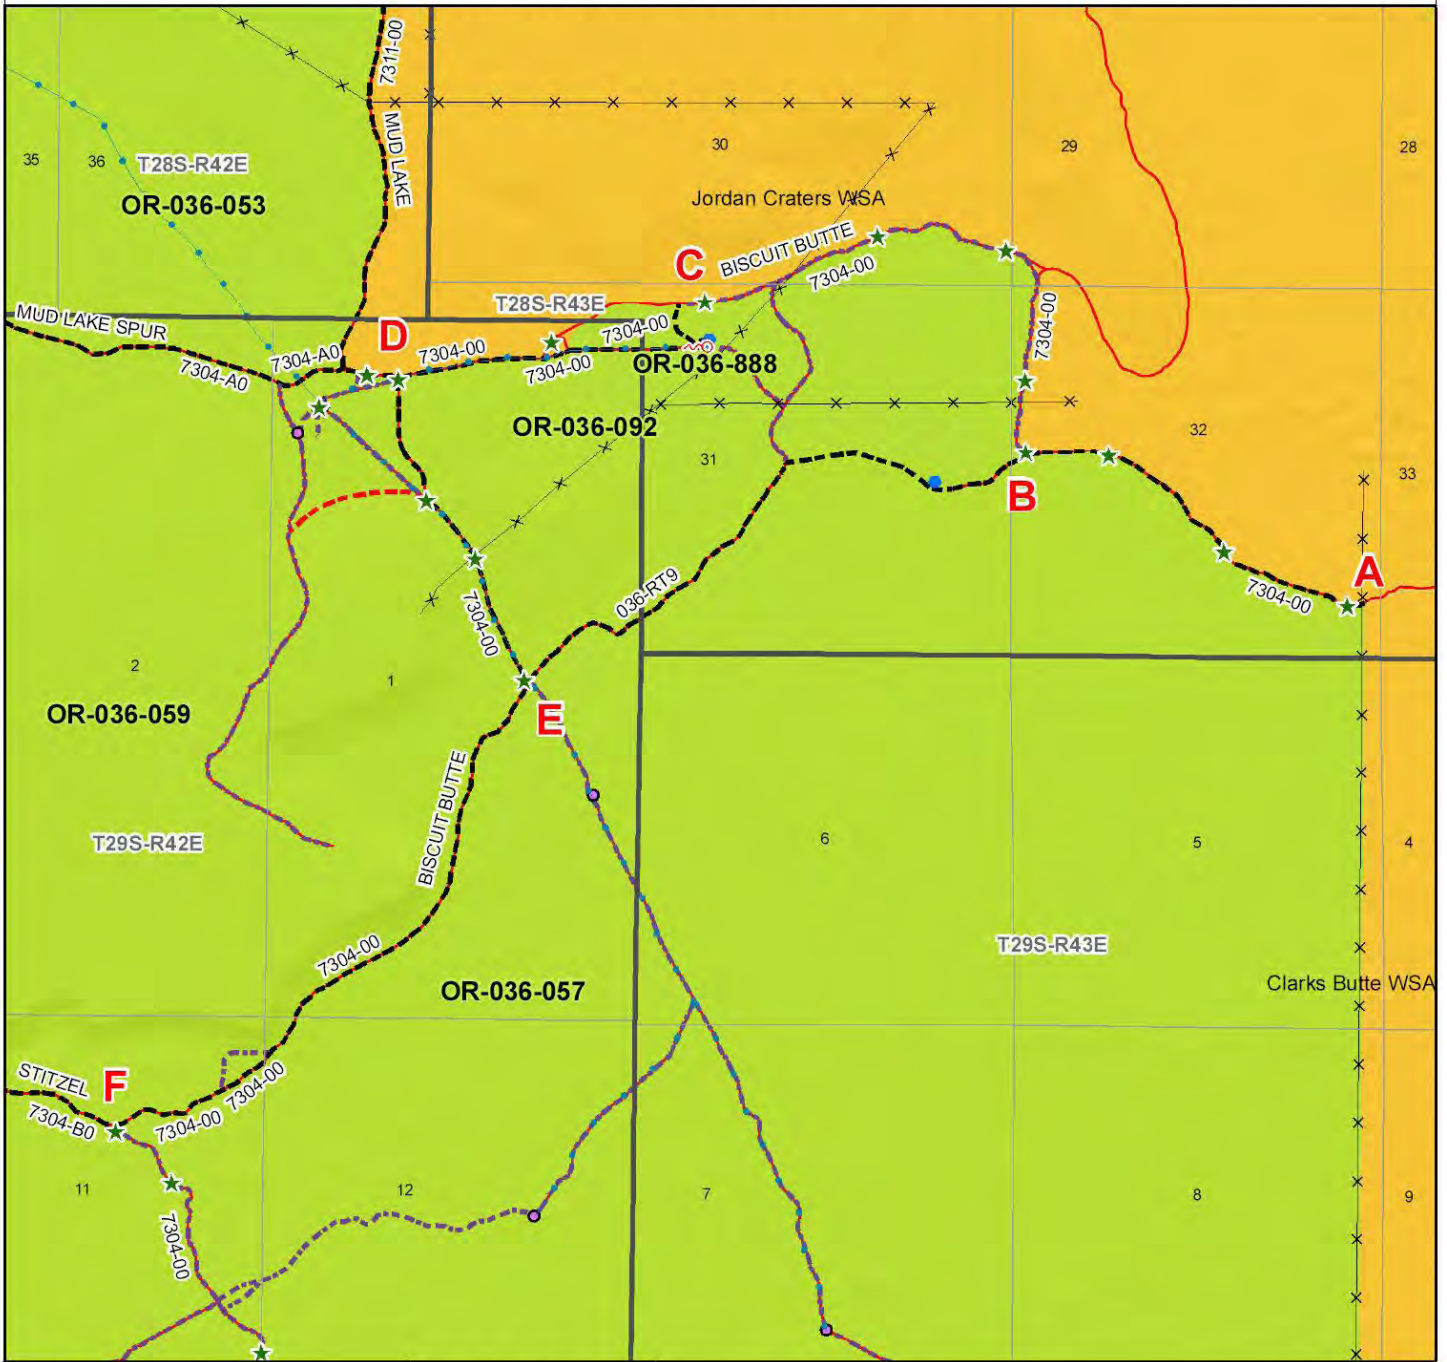 7311-00
MUD LAKE
30
29
28
35
36
T28S-R42E
OR-036-053
Jordan Craters WSA
C
BISCUIT BUTTE
7304-00
T28S-R43E
MUD LAKE SPUR
D
7304-00
7304-00
7304-A0
7304-00
7304-A0
7304-00
OR-036-888
OR-036-092
32
31
33
B
A
7304-00
036-RT9
7304-00
2
1
OR-036-059
E
BISCUIT BUTTE
T29S-R42E
6
5
4
7304-00
T29S-R43E
Clarks Butte WSA
OR-036-057
STITZEL
F
7304-00
7304-B0
7304-00
11
12
7
8
9
7304-00